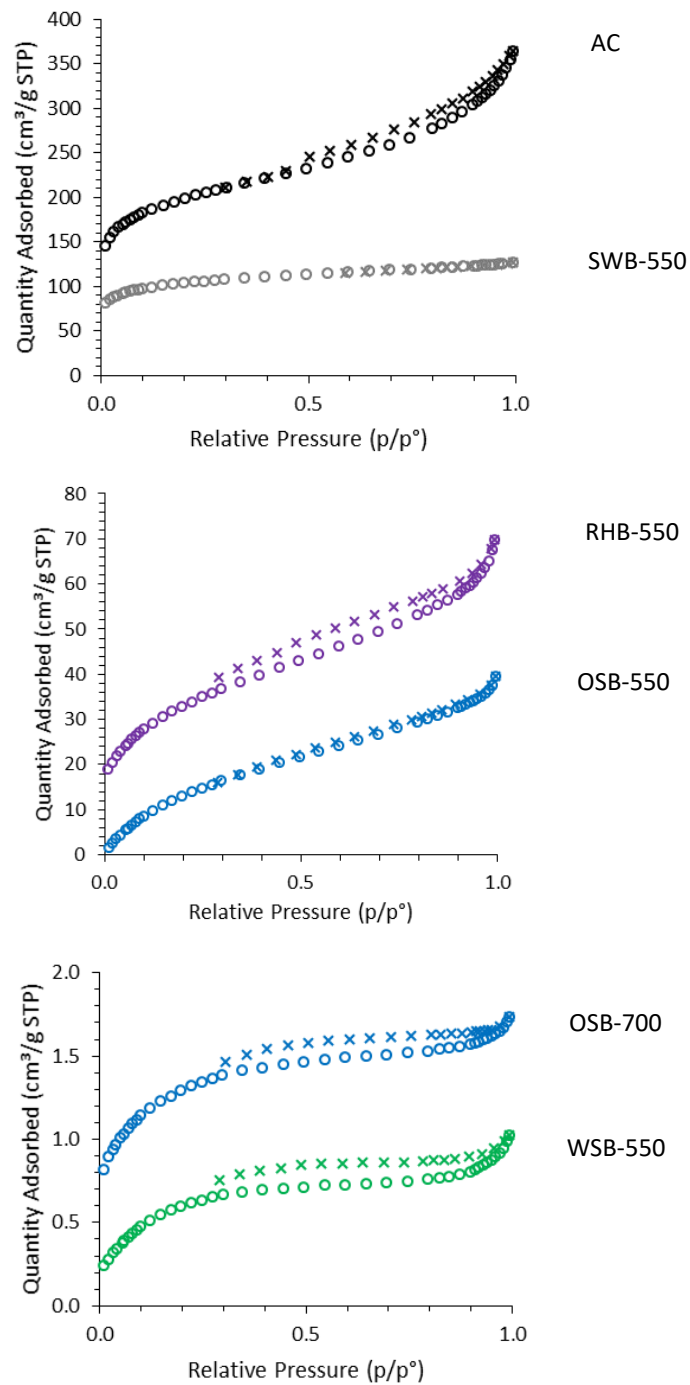 400
350
300
250
200
150
100
50
0
Quantity Adsorbed (cm³/g STP)
0.0
0.5
1.0
Relative Pressure (p/p°)
AC
SWB-550
80
70
60
50
40
30
20
10
0
Quantity Adsorbed (cm³/g STP)
0.0
0.5
1.0
Relative Pressure (p/p°)
RHB-550
OSB-550
2.0
1.5
1.0
0.5
0.0
Quantity Adsorbed (cm³/g STP)
0.0
0.5
1.0
Relative Pressure (p/p°)
OSB-700
WSB-550